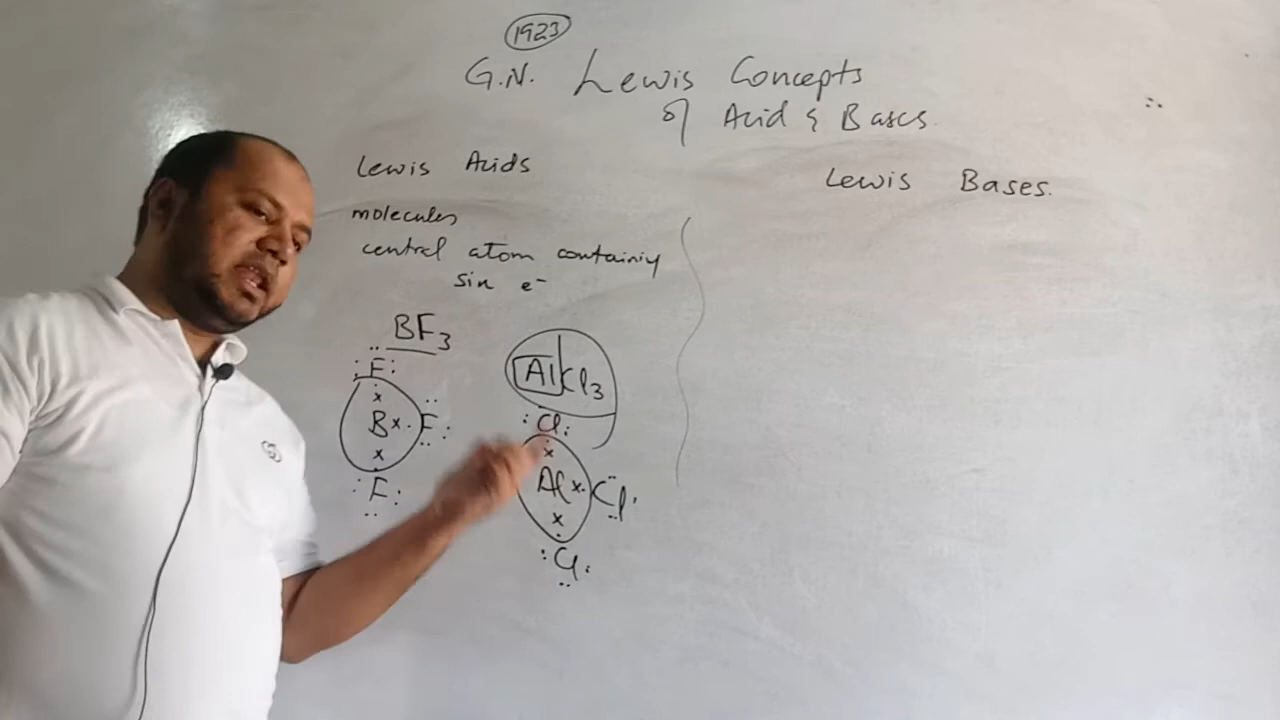 1923
G.N. Lewis Concepts
of Acid & Bases.
Lewis Acids
molecules
central atom containing
six e-
BF3
F
B F
F
AlCl3
Cl
Al Cl
Cl
Lewis Bases.